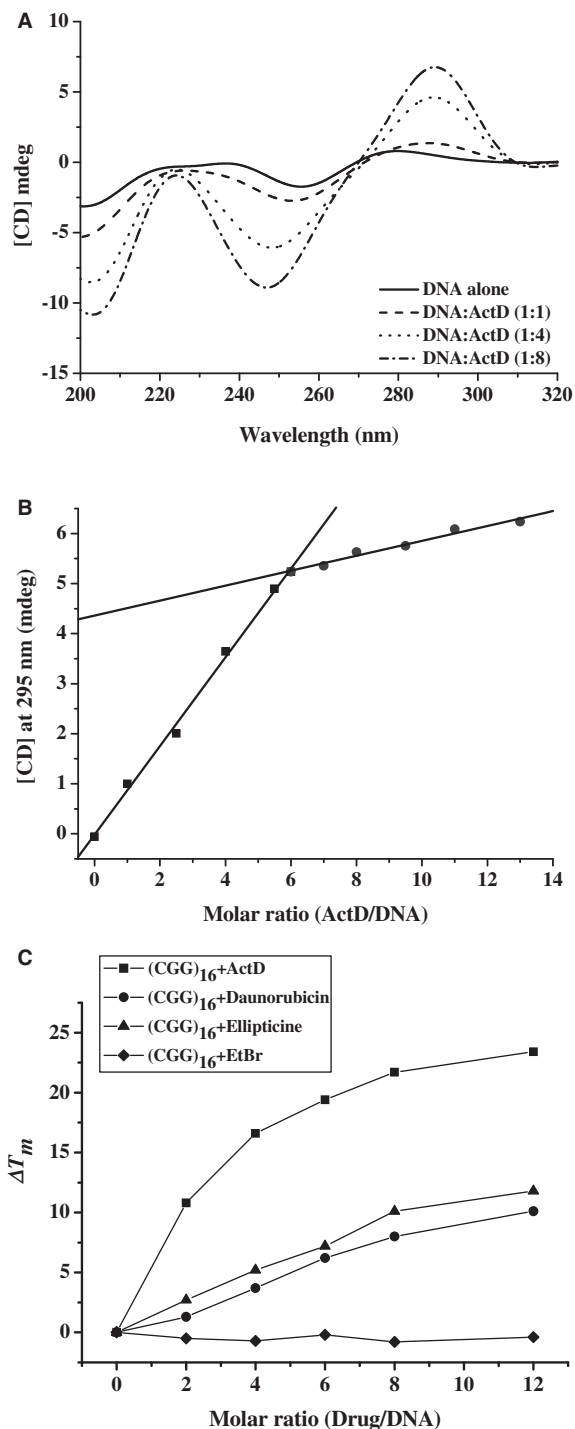 A
10
5
0
-5
-10
-15
[CD] mdeg
DNA alone
DNA:ActD (1:1)
DNA:ActD (1:4)
DNA:ActD (1:8)
200 220 240 260 280 300 320
Wavelength (nm)
B
6
5
4
3
2
1
0
[CD] at 295 nm (mdeg)
0 2 4 6 8 10 12 14
Molar ratio (ActD/DNA)
C
(CGG)16+ActD
(CGG)16+Daunorubicin
(CGG)16+Ellipticine
(CGG)16+EtBr
25
20
15
10
5
0
ΔTm
0 2 4 6 8 10 12
Molar ratio (Drug/DNA)